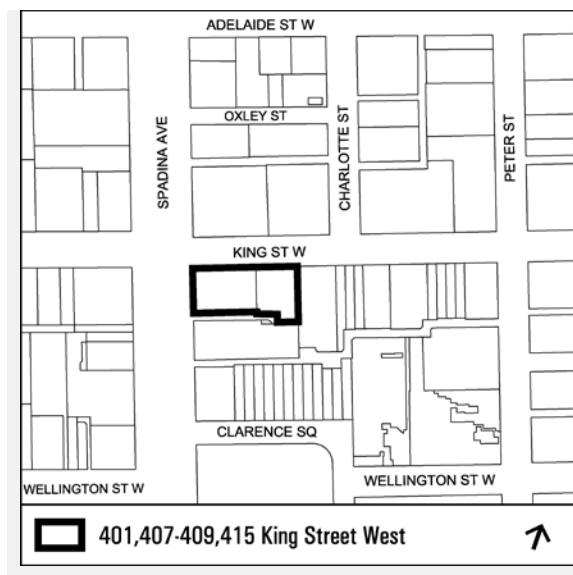 ADELAIDE ST W
OXLEY ST
SPADINA AVE
CHARLOTTE ST
PETER ST
KING ST W
CLARENCE SQ
WELLINGTON ST W
WELLINGTON ST W
401,407-409,415 King Street West